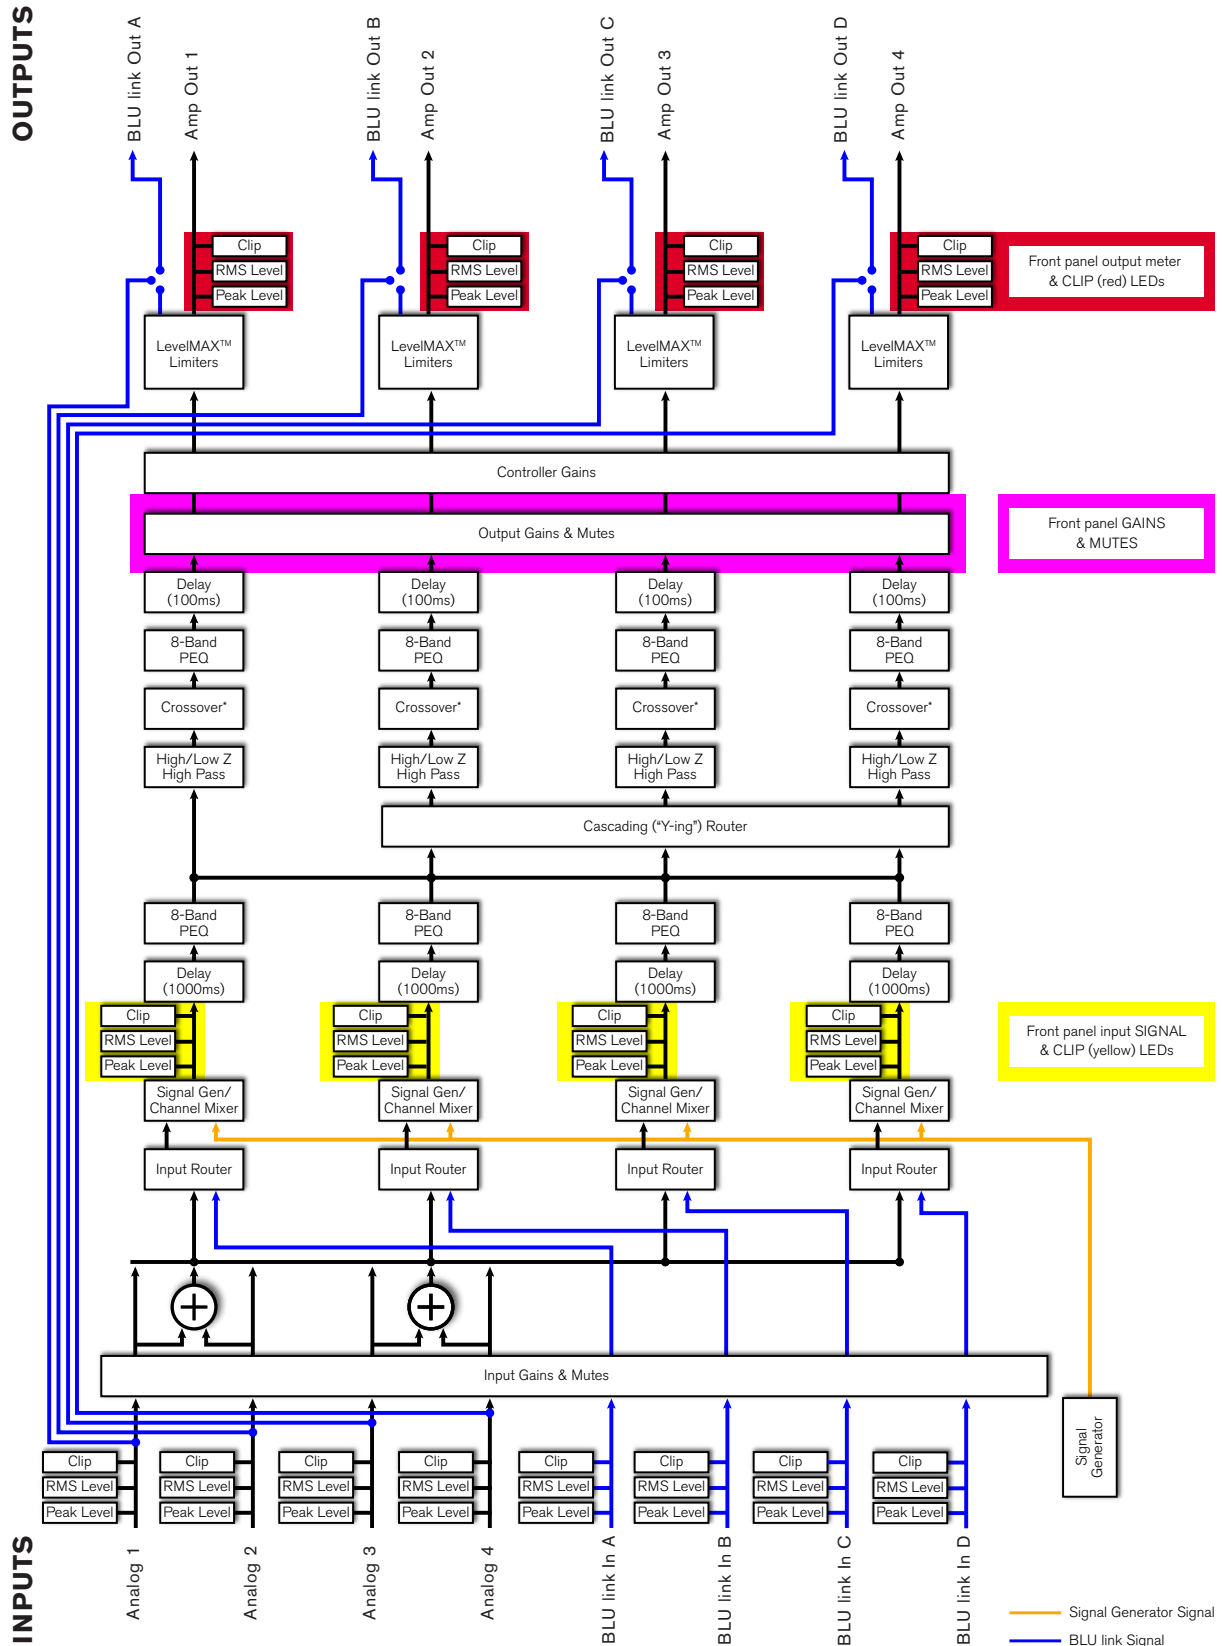 OUTPUTS
BLU link Out A
Amp Out 1
BLU link Out B
Amp Out 2
BLU link Out C
Amp Out 3
BLU link Out D
Amp Out 4
Clip
RMS Level
Peak Level
Clip
RMS Level
Peak Level
Clip
RMS Level
Peak Level
Clip
RMS Level
Peak Level
Front panel output meter
& CLIP (red) LEDs
LevelMAX™
Limiters
LevelMAX™
Limiters
LevelMAX™
Limiters
LevelMAX™
Limiters
Controller Gains
Output Gains & Mutes
Front panel GAINS
& MUTES
Delay
(100ms)
Delay
(100ms)
Delay
(100ms)
Delay
(100ms)
8-Band
PEQ
8-Band
PEQ
8-Band
PEQ
8-Band
PEQ
Crossover*
Crossover*
Crossover*
Crossover*
High/Low Z
High Pass
High/Low Z
High Pass
High/Low Z
High Pass
High/Low Z
High Pass
Cascading ("Y-ing") Router
8-Band
PEQ
8-Band
PEQ
8-Band
PEQ
8-Band
PEQ
Delay
(1000ms)
Delay
(1000ms)
Delay
(1000ms)
Delay
(1000ms)
Clip
RMS Level
Peak Level
Clip
RMS Level
Peak Level
Clip
RMS Level
Peak Level
Clip
RMS Level
Peak Level
Front panel input SIGNAL
& CLIP (yellow) LEDs
Signal Gen/
Channel Mixer
Signal Gen/
Channel Mixer
Signal Gen/
Channel Mixer
Signal Gen/
Channel Mixer
Input Router
Input Router
Input Router
Input Router
Input Gains & Mutes
Signal
Generator
Clip
RMS Level
Peak Level
Clip
RMS Level
Peak Level
Clip
RMS Level
Peak Level
Clip
RMS Level
Peak Level
Clip
RMS Level
Peak Level
Clip
RMS Level
Peak Level
Clip
RMS Level
Peak Level
Clip
RMS Level
Peak Level
INPUTS
Analog 1
Analog 2
Analog 3
Analog 4
BLU link In A
BLU link In B
BLU link In C
BLU link In D
Signal Generator Signal
BLU link Signal